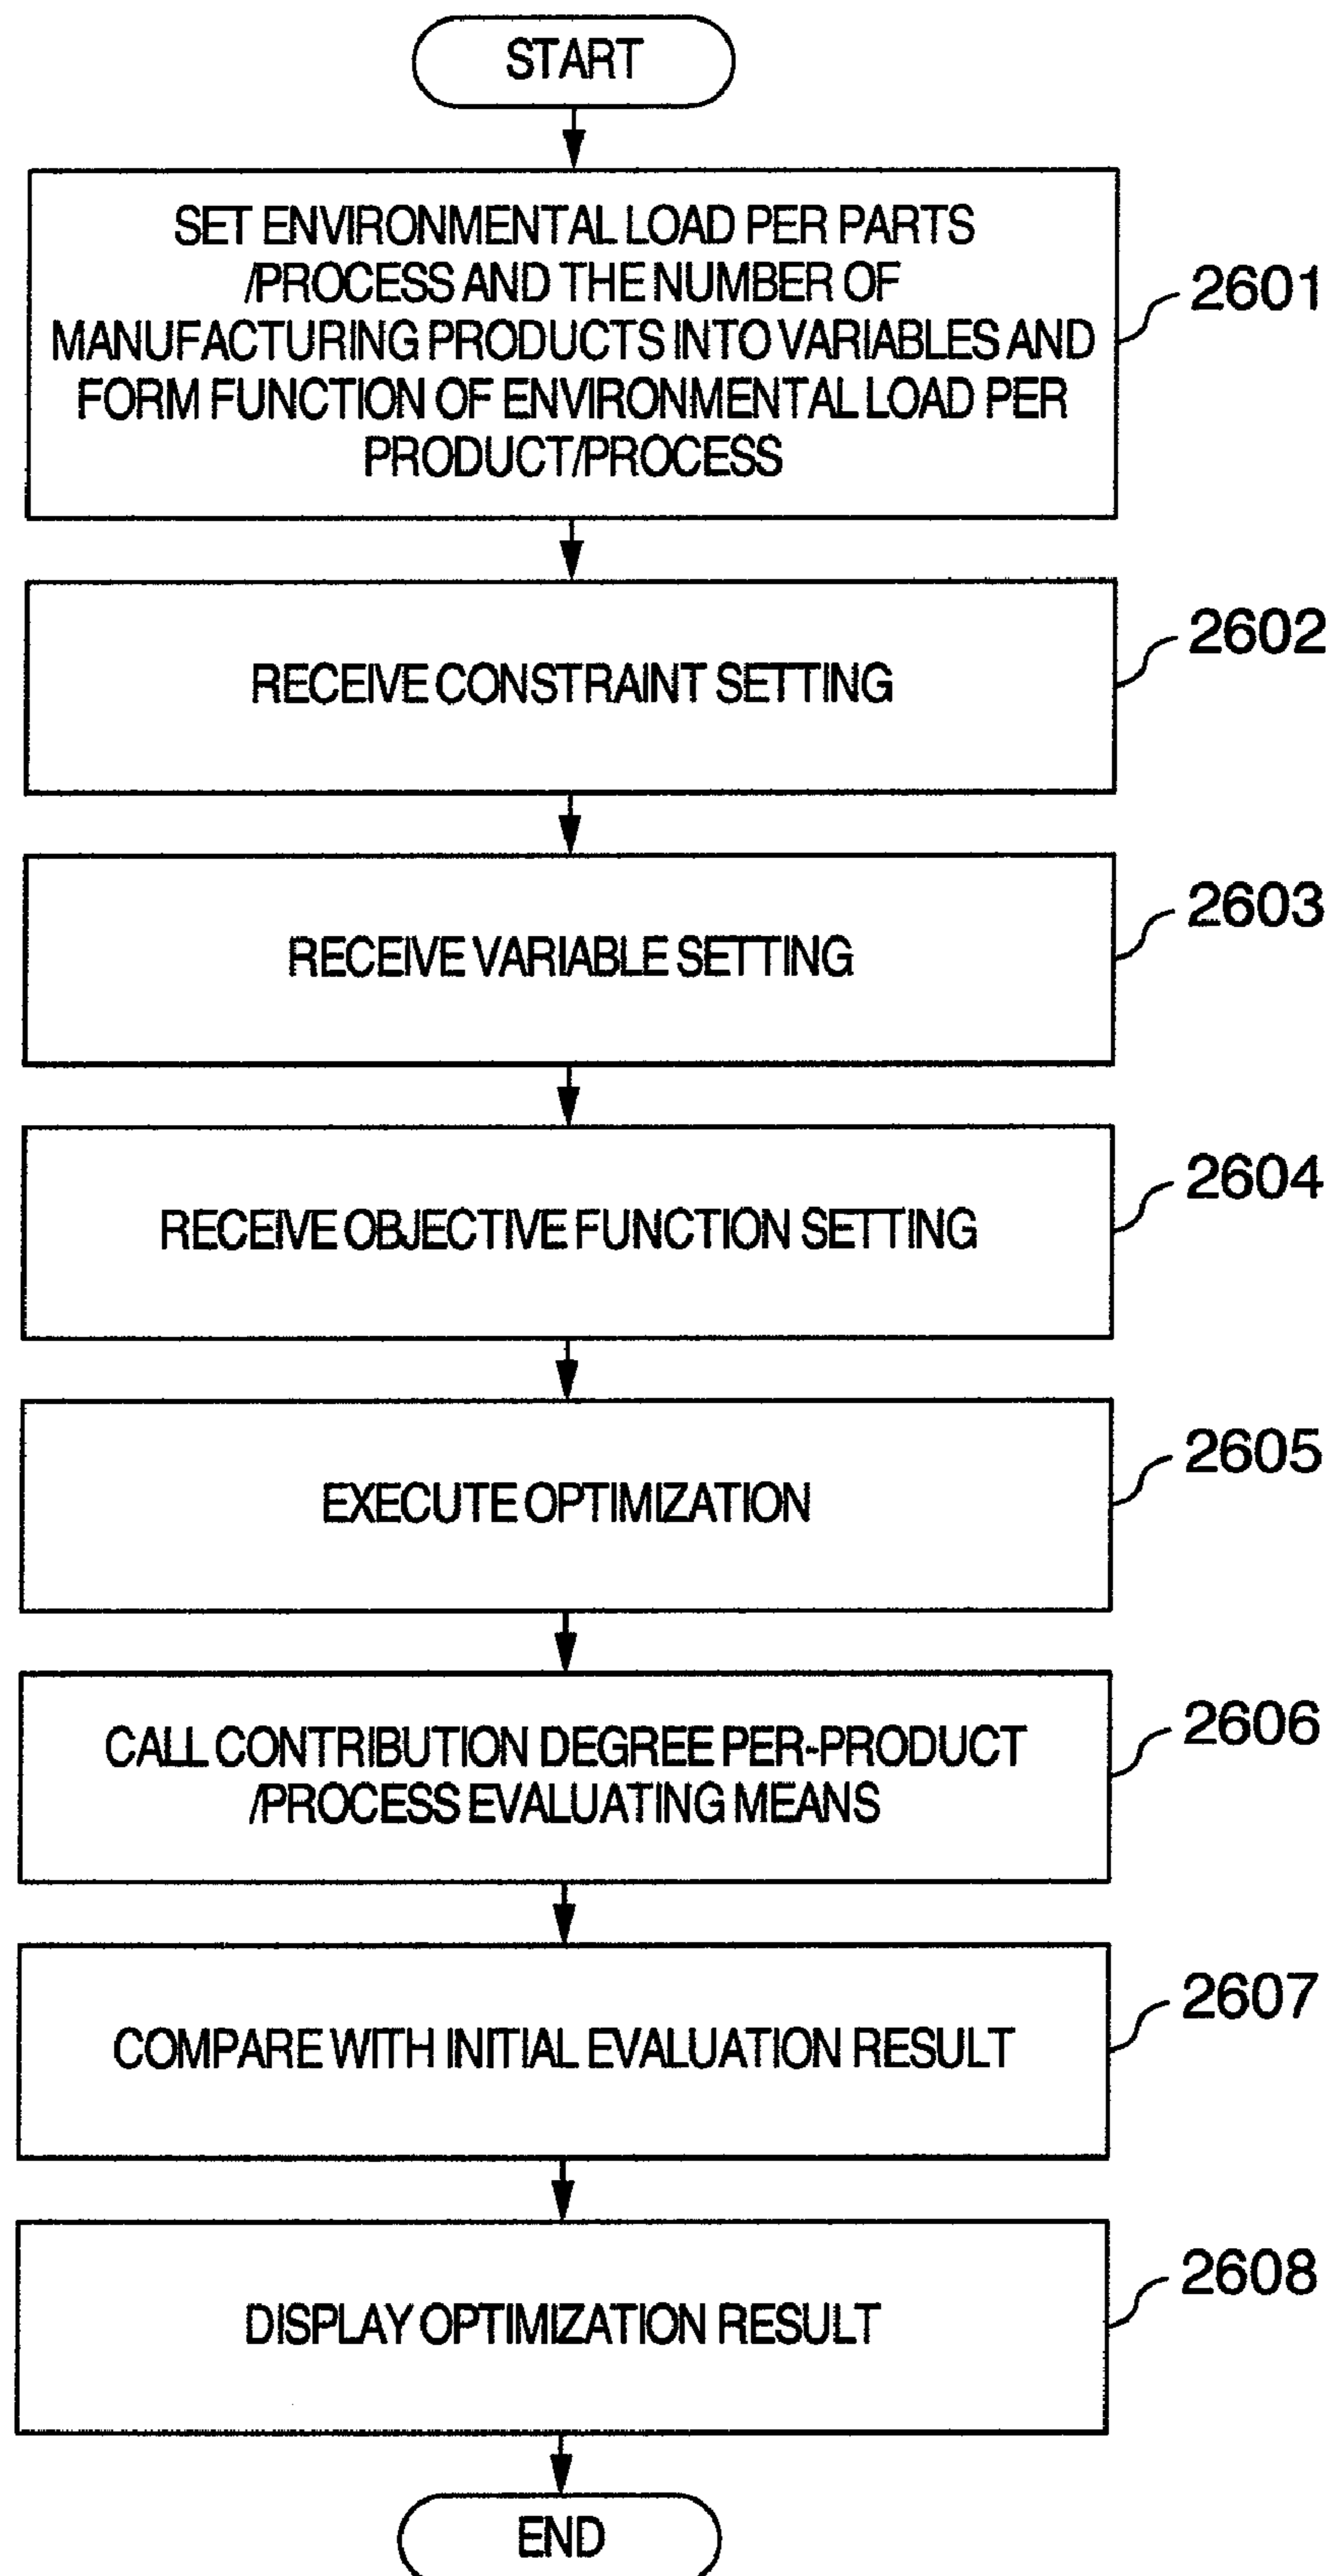 START
SET ENVIRONMENTAL LOAD PER PARTS
/PROCESS AND THE NUMBER OF
MANUFACTURING PRODUCTS INTO VARIABLES AND
FORM FUNCTION OF ENVIRONMENTAL LOAD PER
PRODUCT/PROCESS
2601
RECEIVE CONSTRAINT SETTING
2602
RECEIVE VARIABLE SETTING
2603
RECEIVE OBJECTIVE FUNCTION SETTING
2604
EXECUTE OPTIMIZATION
2605
CALL CONTRIBUTION DEGREE PER-PRODUCT
/PROCESS EVALUATING MEANS
2606
COMPARE WITH INITIAL EVALUATION RESULT
2607
DISPLAY OPTIMIZATION RESULT
2608
END